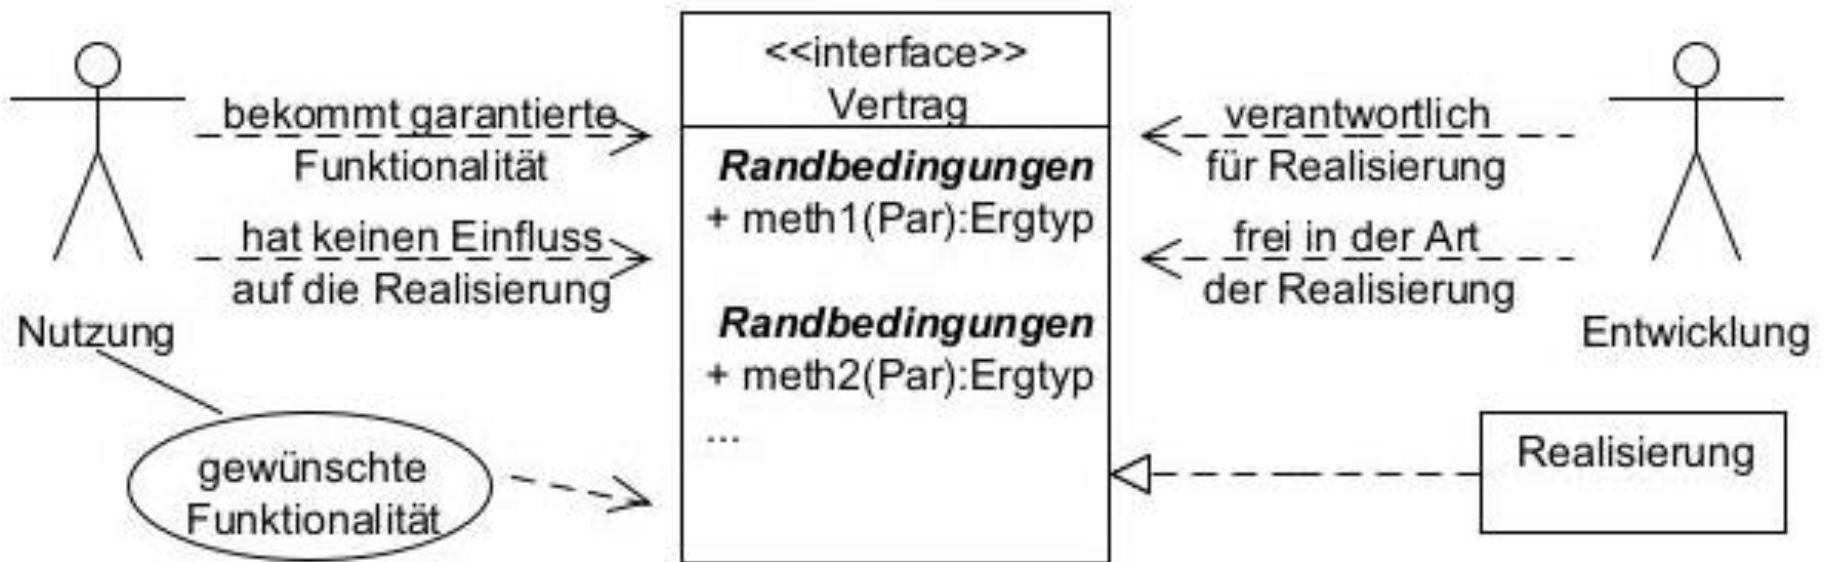 <<interface>>
Vertrag
Randbedingungen
+ meth1(Par):Ergtyp
Randbedingungen
+ meth2(Par):Ergtyp
...
bekommt garantierte
Funktionalität
hat keinen Einfluss
auf die Realisierung
Nutzung
gewünschte
Funktionalität
verantwortlich
für Realisierung
frei in der Art
der Realisierung
Entwicklung
Realisierung